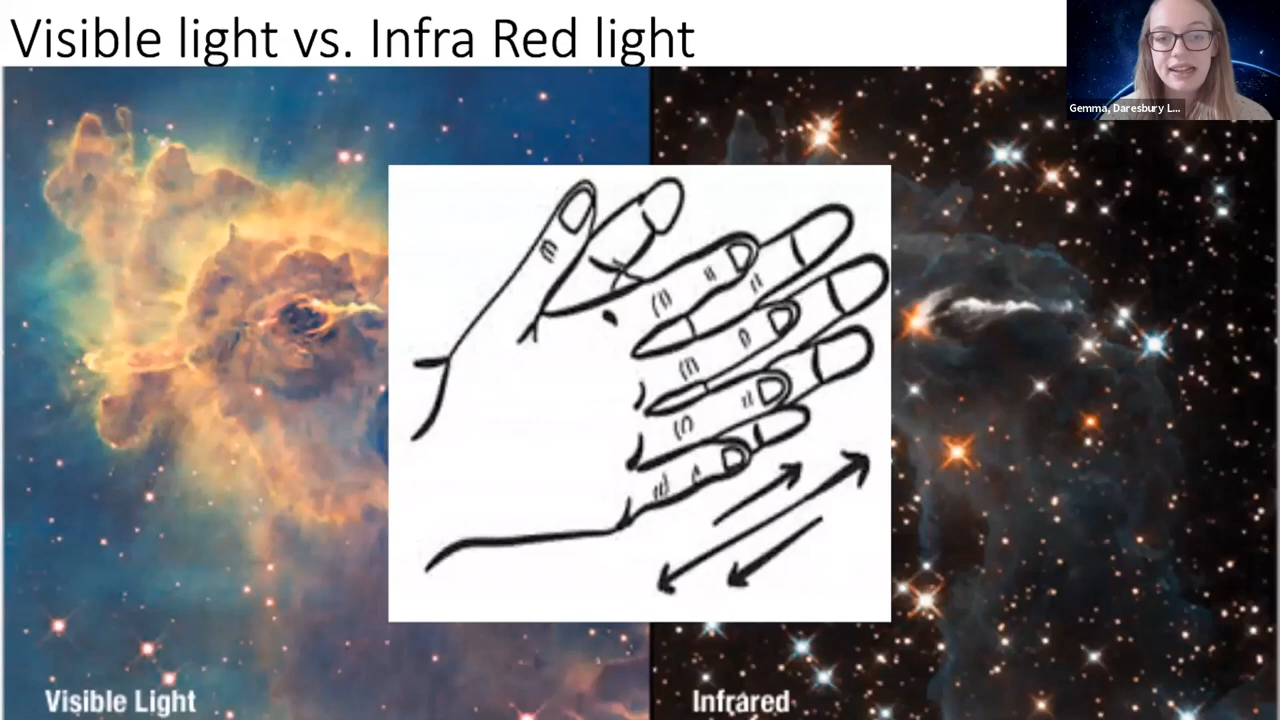 Visible light vs. Infra Red light
Gemma, Daresbury L...
Visible Light
Infrared